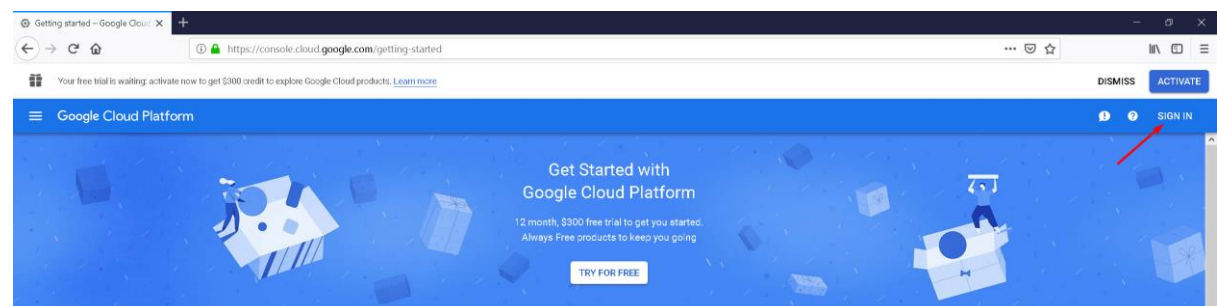 Getting started – Google Clou
https://console.cloud.google.com/getting-started
Your free trial is waiting: activate now to get $300 credit to explore Google Cloud products. Learn more
DISMISS
ACTIVATE
Google Cloud Platform
SIGN IN
Get Started with
Google Cloud Platform
12 month, $300 free trial to get you started.
Always Free products to keep you going
TRY FOR FREE